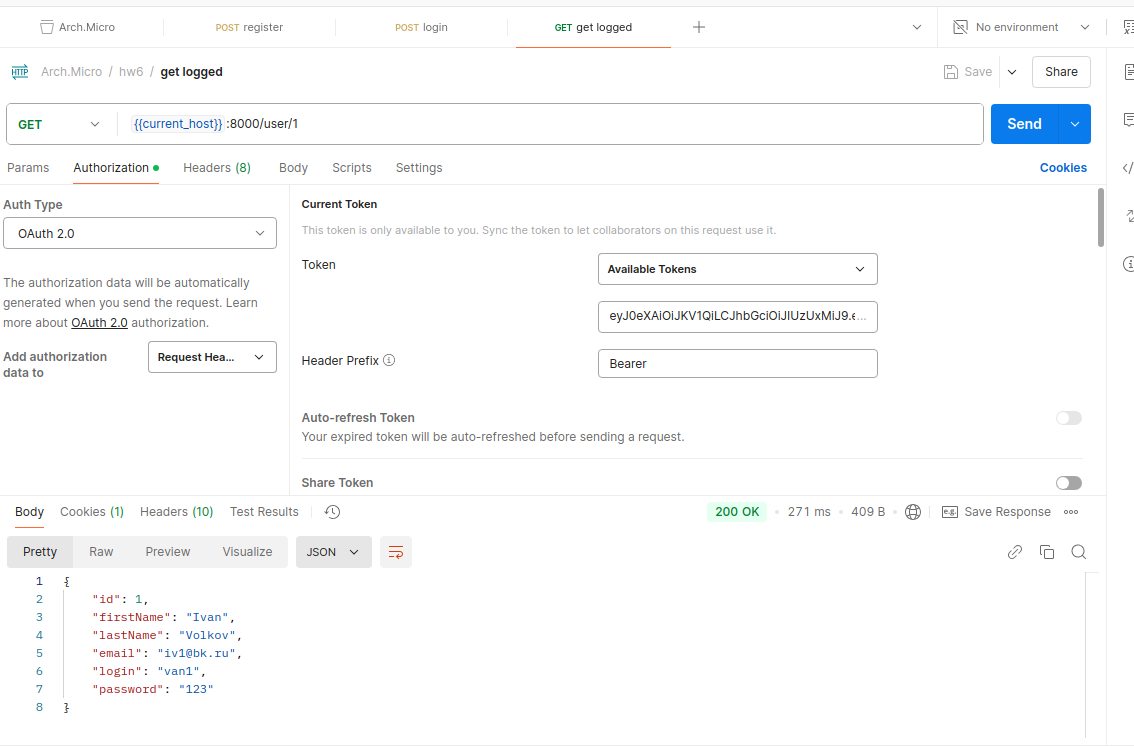 Arch.Micro
POST register
POST login
GET get logged
No environment
HTTP Arch.Micro / hw6 / get logged
Save
Share
GET
{{current_host}} :8000/user/1
Send
Params
Authorization
Headers (8)
Body
Scripts
Settings
Cookies
Auth Type
OAuth 2.0
The authorization data will be automatically
generated when you send the request. Learn
more about OAuth 2.0 authorization.
Add authorization
data to
Request Hea...
Current Token
This token is only available to you. Sync the token to let collaborators on this request use it.
Token
Available Tokens
eyJ0eXAiOiJKV1QiLCJhbGciOiJIUzUxMiJ9.e...
Header Prefix
Bearer
Auto-refresh Token
Your expired token will be auto-refreshed before sending a request.
Share Token
Body
Cookies (1)
Headers (10)
Test Results
200 OK
271 ms
409 B
e.g. Save Response
Pretty
Raw
Preview
Visualize
JSON
1 {
2 "id": 1,
3 "firstName": "Ivan",
4 "lastName": "Volkov",
5 "email": "iv1@bk.ru",
6 "login": "van1",
7 "password": "123"
8 }